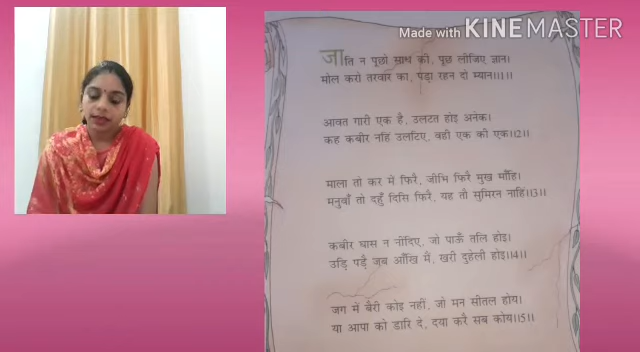 Made with KINEMASTER
जाति न पूछो साध की, पूछ लीजिए ज्ञान।
मोल करो तरवार का, पड़ा रहन दो म्यान।।1।।
आवत गारी एक है, उलटत होइ अनेक।
कह कबीर नहिं उलटिए, वही एक की एक।।2।।
माला तो कर में फिरै, जीभि फिरै मुख माँहि।
मनुवाँ तो दहुँ दिसि फिरै, यह तौ सुमिरन नाहिं।।3।।
कबीर घास न नींदिए, जो पाऊँ तलि होइ।
उड़ि पड़ै जब आँखि मैं, खरी दुहेली होइ।।4।।
जग में बैरी कोइ नहीं, जो मन सीतल होय।
या आपा को डारि दे, दया करै सब कोय।।5।।